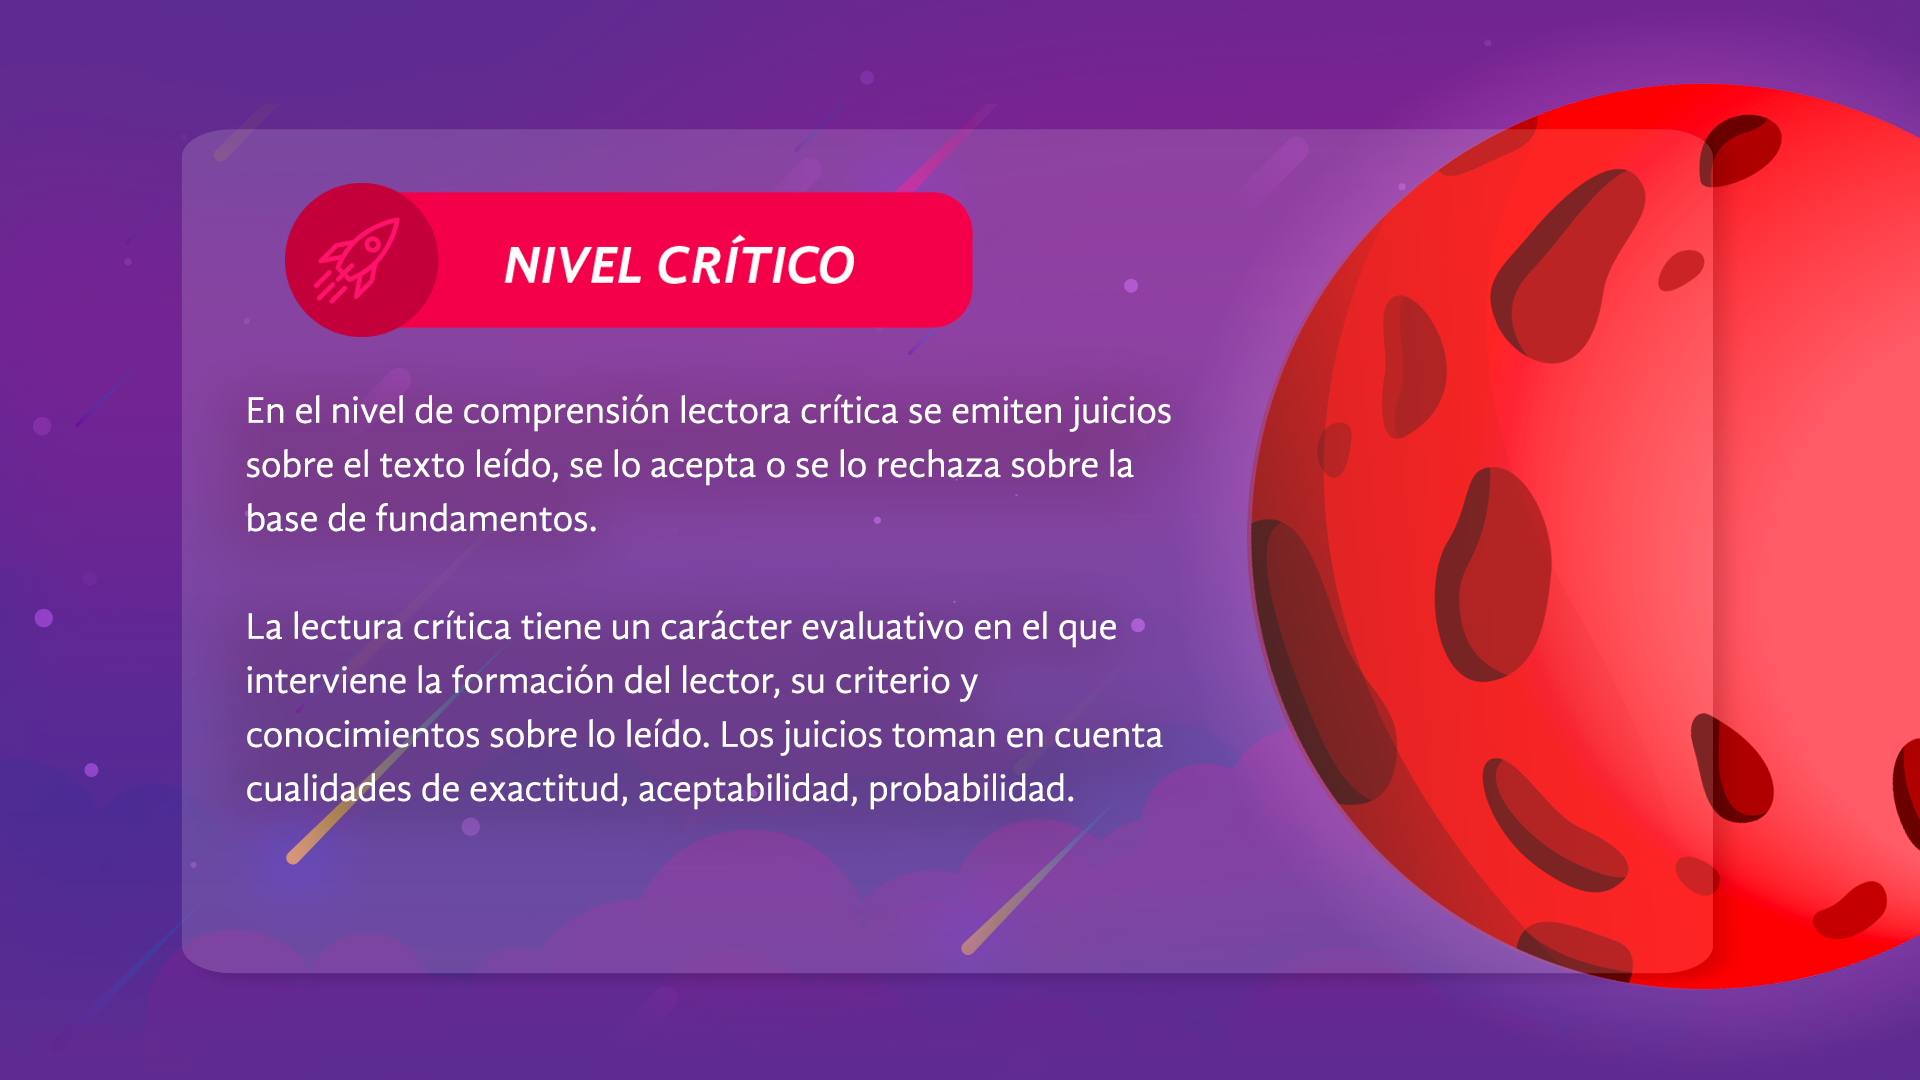 NIVEL CRÍTICO
En el nivel de comprensión lectora crítica se emiten juicios
sobre el texto leído, se lo acepta o se lo rechaza sobre la
base de fundamentos.
La lectura crítica tiene un carácter evaluativo en el que
interviene la formación del lector, su criterio y
conocimientos sobre lo leído. Los juicios toman en cuenta
cualidades de exactitud, aceptabilidad, probabilidad.